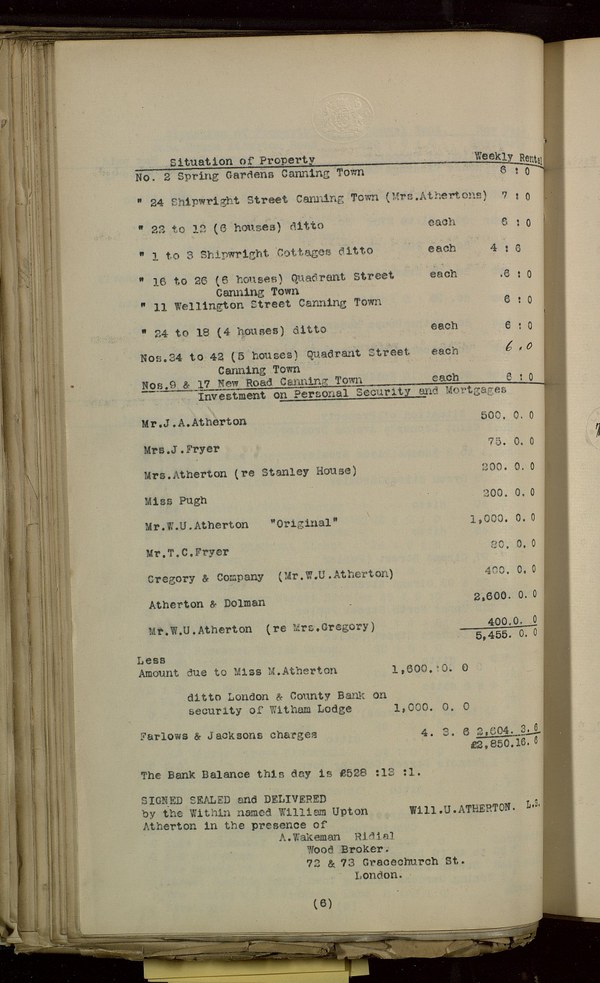 Situation of Property Weekly Rental
No. 2 Spring Gardens Canning Town 6 : 0
" 24 Shipwright Street Canning Town (Mrs.Athertons) 7 : 0
" 22 to 12 (6 houses) ditto each 6 : 0
" 1 to 3 Shipwright Cottages ditto each 4 : 6
" 16 to 26 (6 houses) Quadrant Street each .6 : 0
Canning Town
" 11 Wellington Street Canning Town 6 : 0
" 24 to 18 (4 houses) ditto each 6 : 0
Nos.34 to 42 (5 houses) Quadrant Street each 6.0
Canning Town
Nos.9 & 17 New Road Canning Town each 6 : 0
Investment on Personal Security and Mortgages
Mr.J.A.Atherton 500. 0. 0
Mrs.J.Fryer 75. 0. 0
Mrs.Atherton (re Stanley House) 200. 0. 0
Miss Pugh 200. 0. 0
Mr.W.U.Atherton "Original" 1,000. 0. 0
Mr.T.C.Fryer 80. 0. 0
Gregory & Company (Mr.W.U.Atherton) 400. 0. 0
Atherton & Dolman 2,600. 0. 0
Mr.W.U.Atherton (re Mrs.Gregory) 400.0. 0
5,455. 0. 0
Less
Amount due to Miss M.Atherton 1,600. 0. 0
ditto London & County Bank on
security of Witham Lodge 1,000. 0. 0
Farlows & Jacksons charges 4. 3. 6 2,604. 3. 6
£2,850.16. 6
The Bank Balance this day is £528 :13 :1.
SIGNED SEALED and DELIVERED
by the Within named William Upton Will.U.ATHERTON. L.S.
Atherton in the presence of
A.Wakeman Ridial
Wood Broker.
72 & 73 Gracechurch St.
London.
(6)